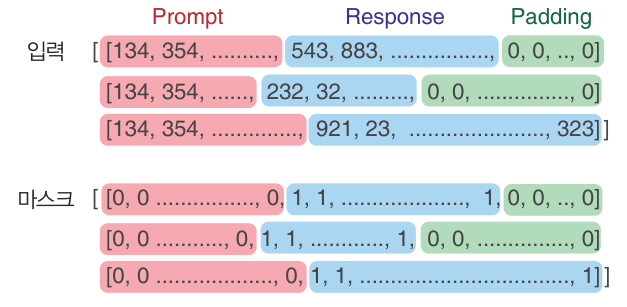 Prompt Response Padding
입력 [ [134, 354, .........., 543, 883, ................, 0, 0, .., 0]
[134, 354, ......, 232, 32, ........., 0, 0, .............., 0]
[134, 354, .............., 921, 23, ......................, 323] ]
마스크 [ [0, 0 ..............., 0, 1, 1, ..................., 1, 0, 0, .., 0]
[0, 0 ..........., 0, 1, 1, ............, 1, 0, 0, .............., 0]
[0, 0 .................., 0, 1, 1, ................................., 1] ]